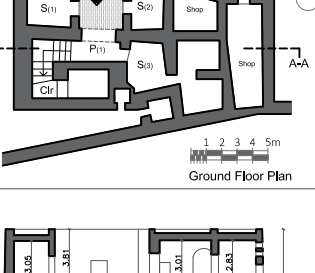 S(1)
S(2)
Shop
P(1)
S(3)
Shop
A-A
Clr
1 2 3 4 5m
Ground Floor Plan
3.05
3.81
3.01
2.83